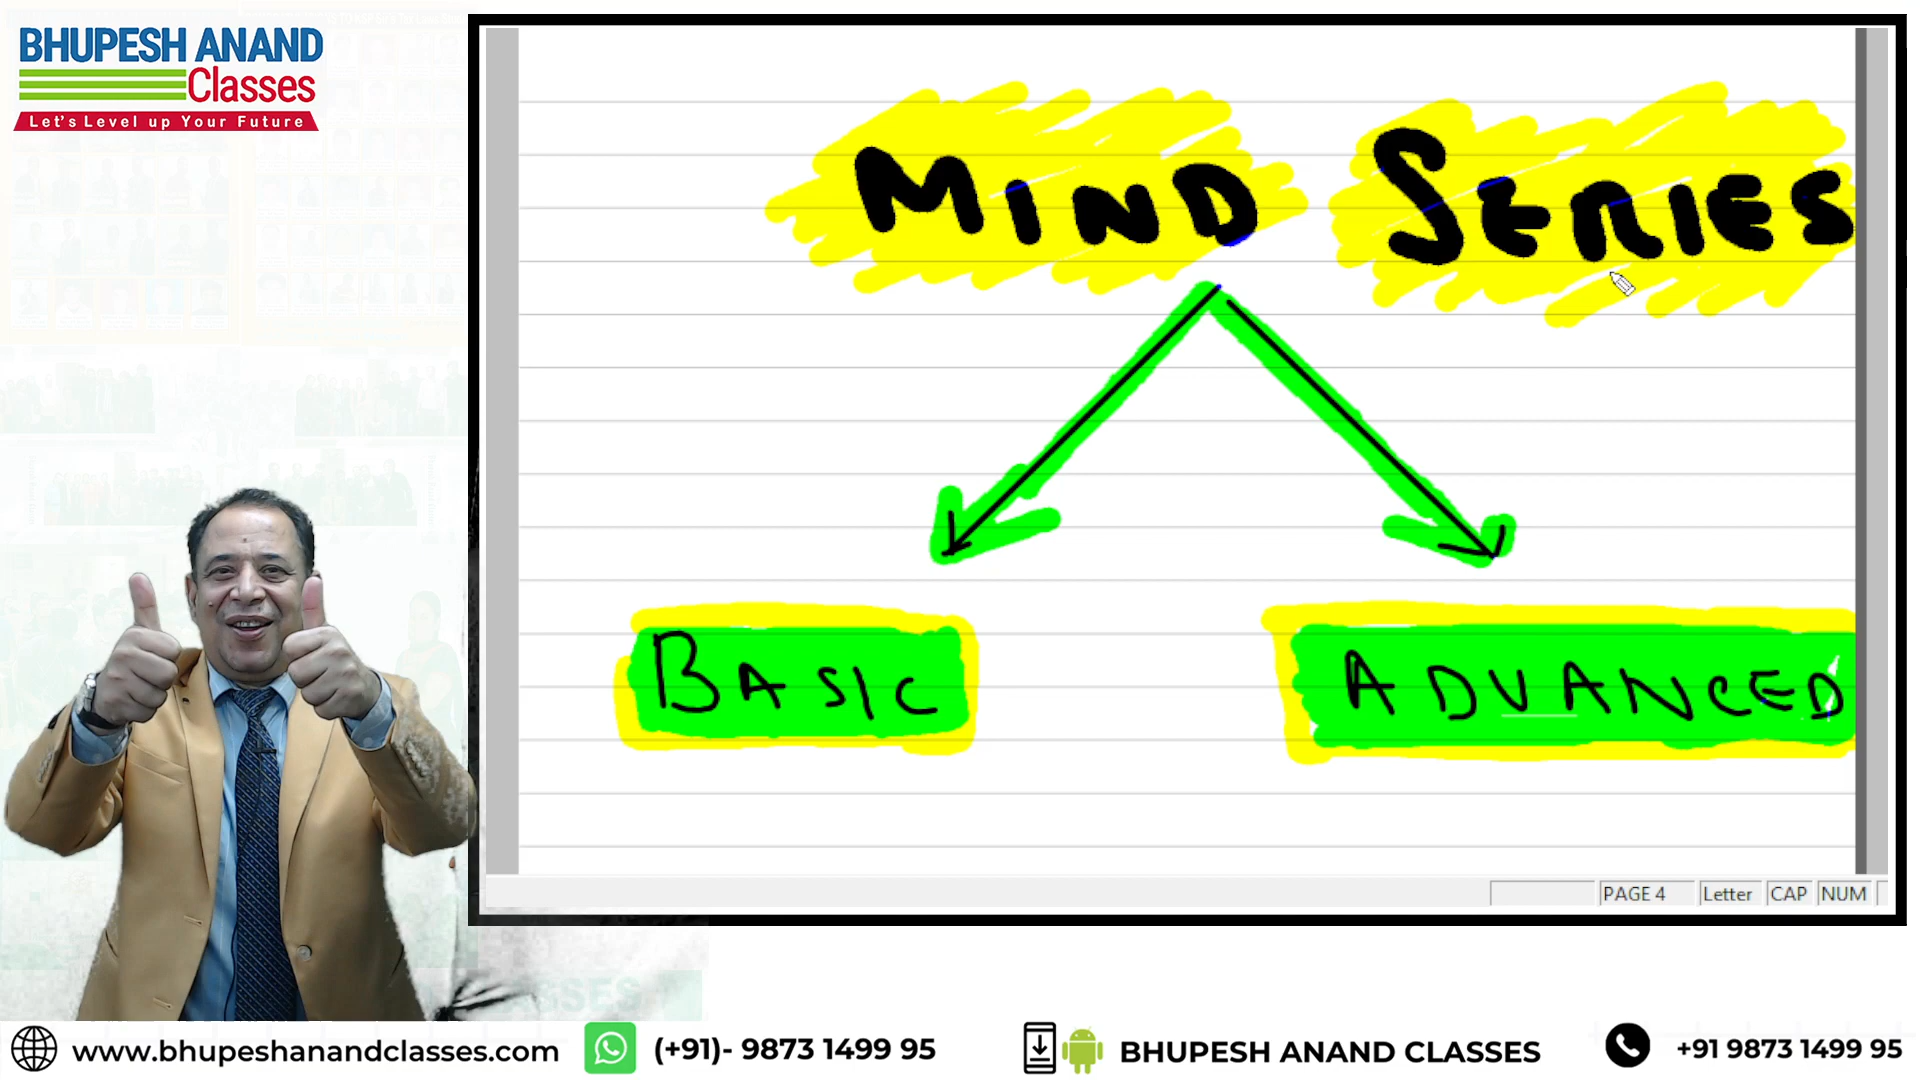 BHUPESH ANAND
Classes
Let's Level up Your Future
MIND SERIES
BASIC
ADVANCED
PAGE 4 Letter CAP NUM
www.bhupeshanandclasses.com
(+91)- 9873 1499 95
BHUPESH ANAND CLASSES
+91 9873 1499 95